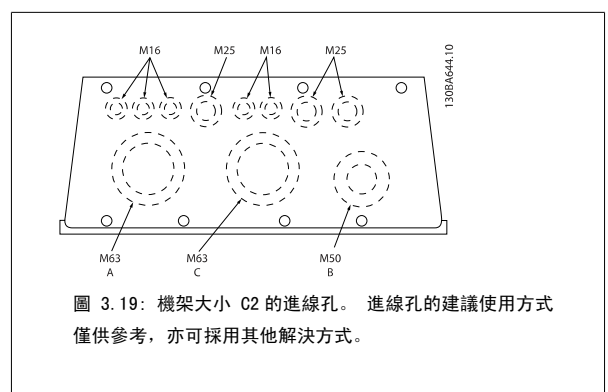 M16 M25 M16 M25
130BA644.10
M63 M63 M50
A C B
圖 3.19: 機架大小 C2 的進線孔。 進線孔的建議使用方式
僅供參考，亦可採用其他解決方式。